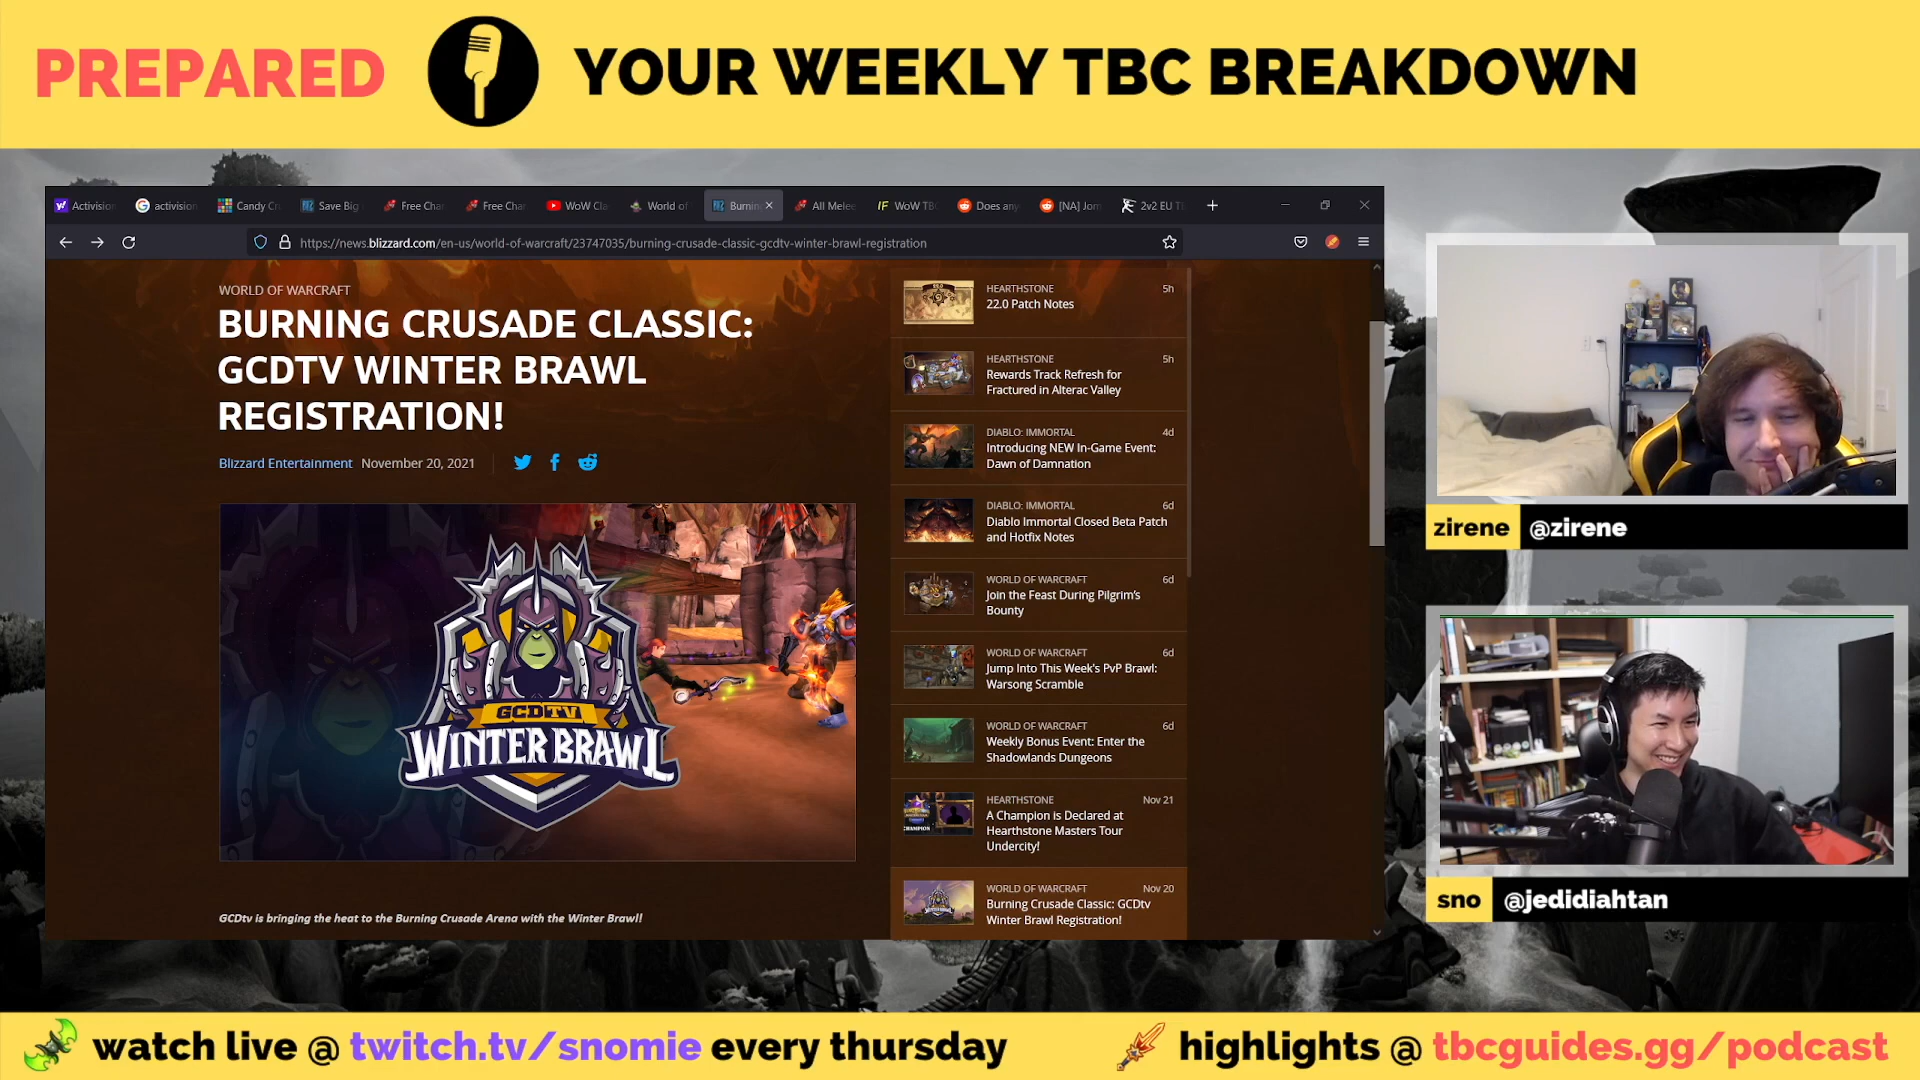 PREPARED
YOUR WEEKLY TBC BREAKDOWN
Activision
activision
Candy Cr
Save Big
Free Cha
Free Cha
WoW Cla
World of
Burnin
All Melee
IF WoW TBC
Does any
[NA] Jom
2v2 EU T
https://news.blizzard.com/en-us/world-of-warcraft/23747035/burning-crusade-classic-gcdtv-winter-brawl-registration
WORLD OF WARCRAFT
BURNING CRUSADE CLASSIC:
GCDTV WINTER BRAWL
REGISTRATION!
Blizzard Entertainment November 20, 2021
GCDTV
WINTER BRAWL
GCDtv is bringing the heat to the Burning Crusade Arena with the Winter Brawl!
HEARTHSTONE 5h
22.0 Patch Notes
HEARTHSTONE 5h
Rewards Track Refresh for
Fractured in Alterac Valley
DIABLO: IMMORTAL 4d
Introducing NEW In-Game Event:
Dawn of Damnation
DIABLO: IMMORTAL 6d
Diablo Immortal Closed Beta Patch
and Hotfix Notes
WORLD OF WARCRAFT 6d
Join the Feast During Pilgrim's
Bounty
WORLD OF WARCRAFT 6d
Jump Into This Week's PvP Brawl:
Warsong Scramble
WORLD OF WARCRAFT 6d
Weekly Bonus Event: Enter the
Shadowlands Dungeons
HEARTHSTONE Nov 21
A Champion is Declared at
Hearthstone Masters Tour
Undercity!
WORLD OF WARCRAFT Nov 20
Burning Crusade Classic: GCDtv
Winter Brawl Registration!
zirene @zirene
sno @jedidiahtan
watch live @ twitch.tv/snomie every thursday
highlights @ tbcguides.gg/podcast